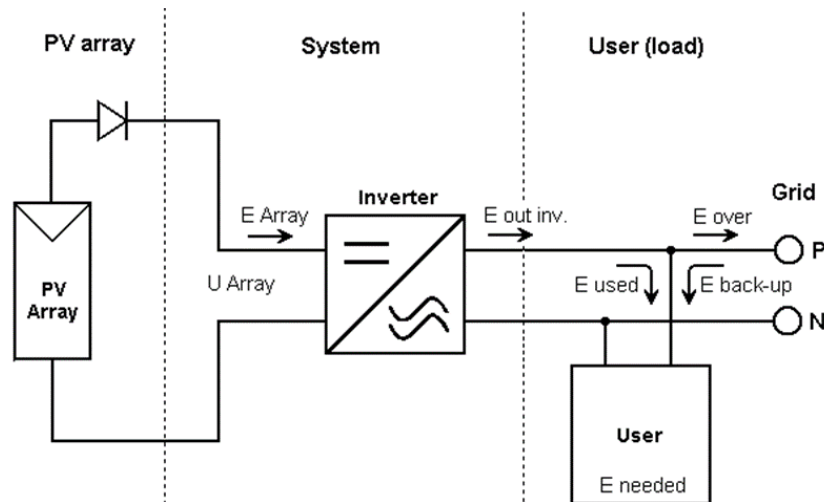 PV array
System
User (load)
Inverter
Grid
E Array
E out inv.
E over
P
U Array
E used
E back-up
PV
Array
N
User
E needed